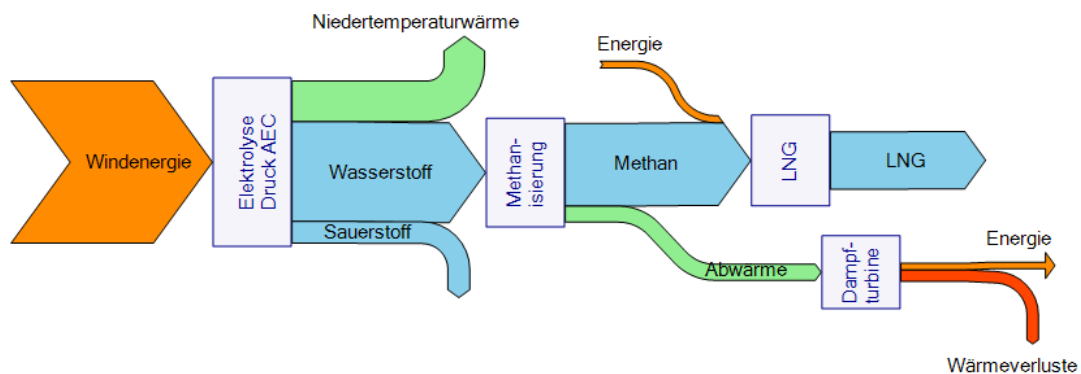 Niedertemperaturwärme
Energie
Windenergie
Elektrolyse
Druck AEC
Wasserstoff
Sauerstoff
Methan-
isierung
Methan
LNG
LNG
Abwärme
Dampf-
turbine
Energie
Wärmeverluste